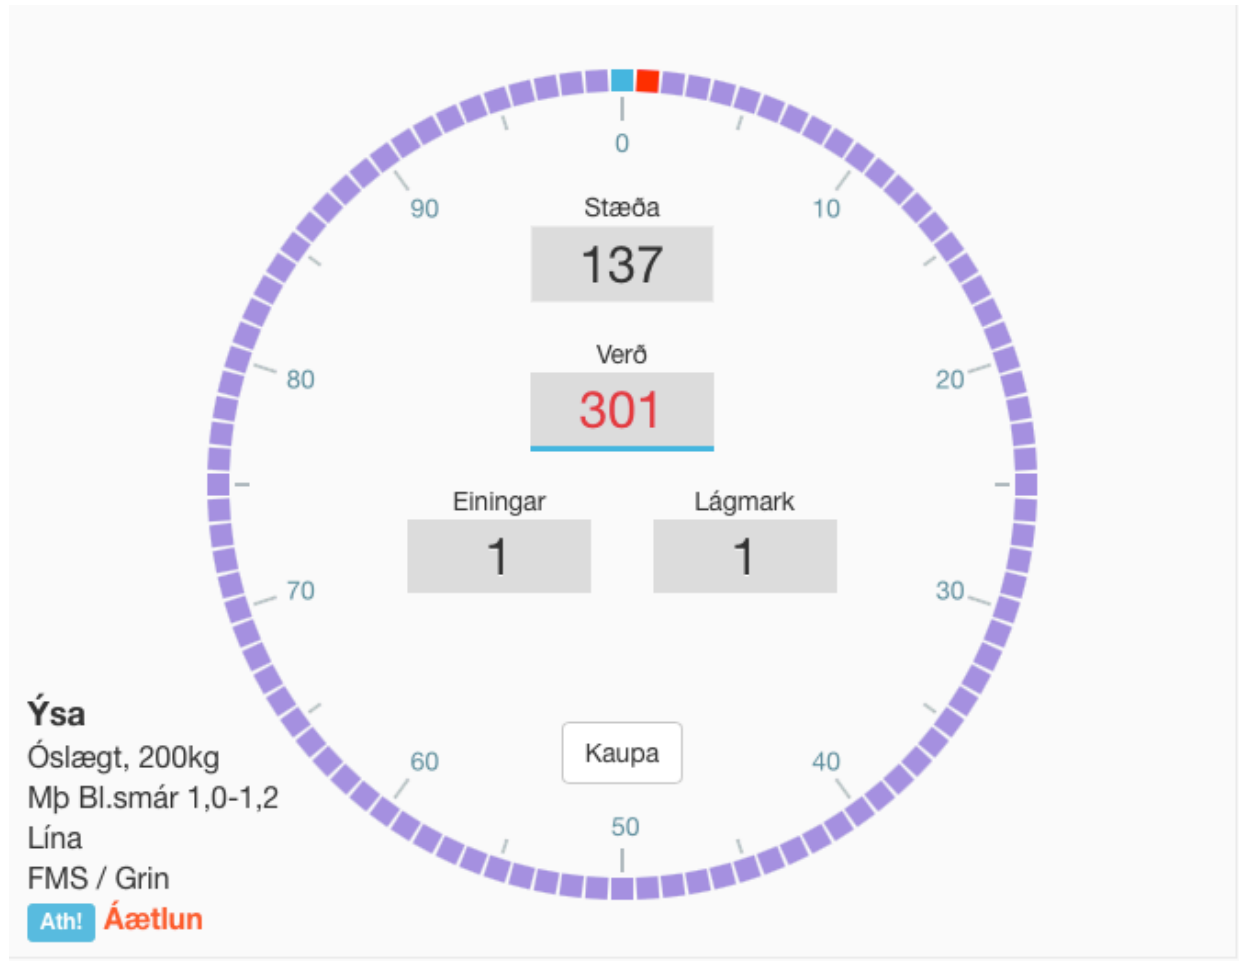 0
90
10
Stæða
137
80
20
Verð
301
Einingar
Lágmark
1
1
70
30
60
40
Kaupa
50
Ýsa
Óslægt, 200kg
Mþ Bl.smár 1,0-1,2
Lína
FMS / Grin
Ath! Áætlun